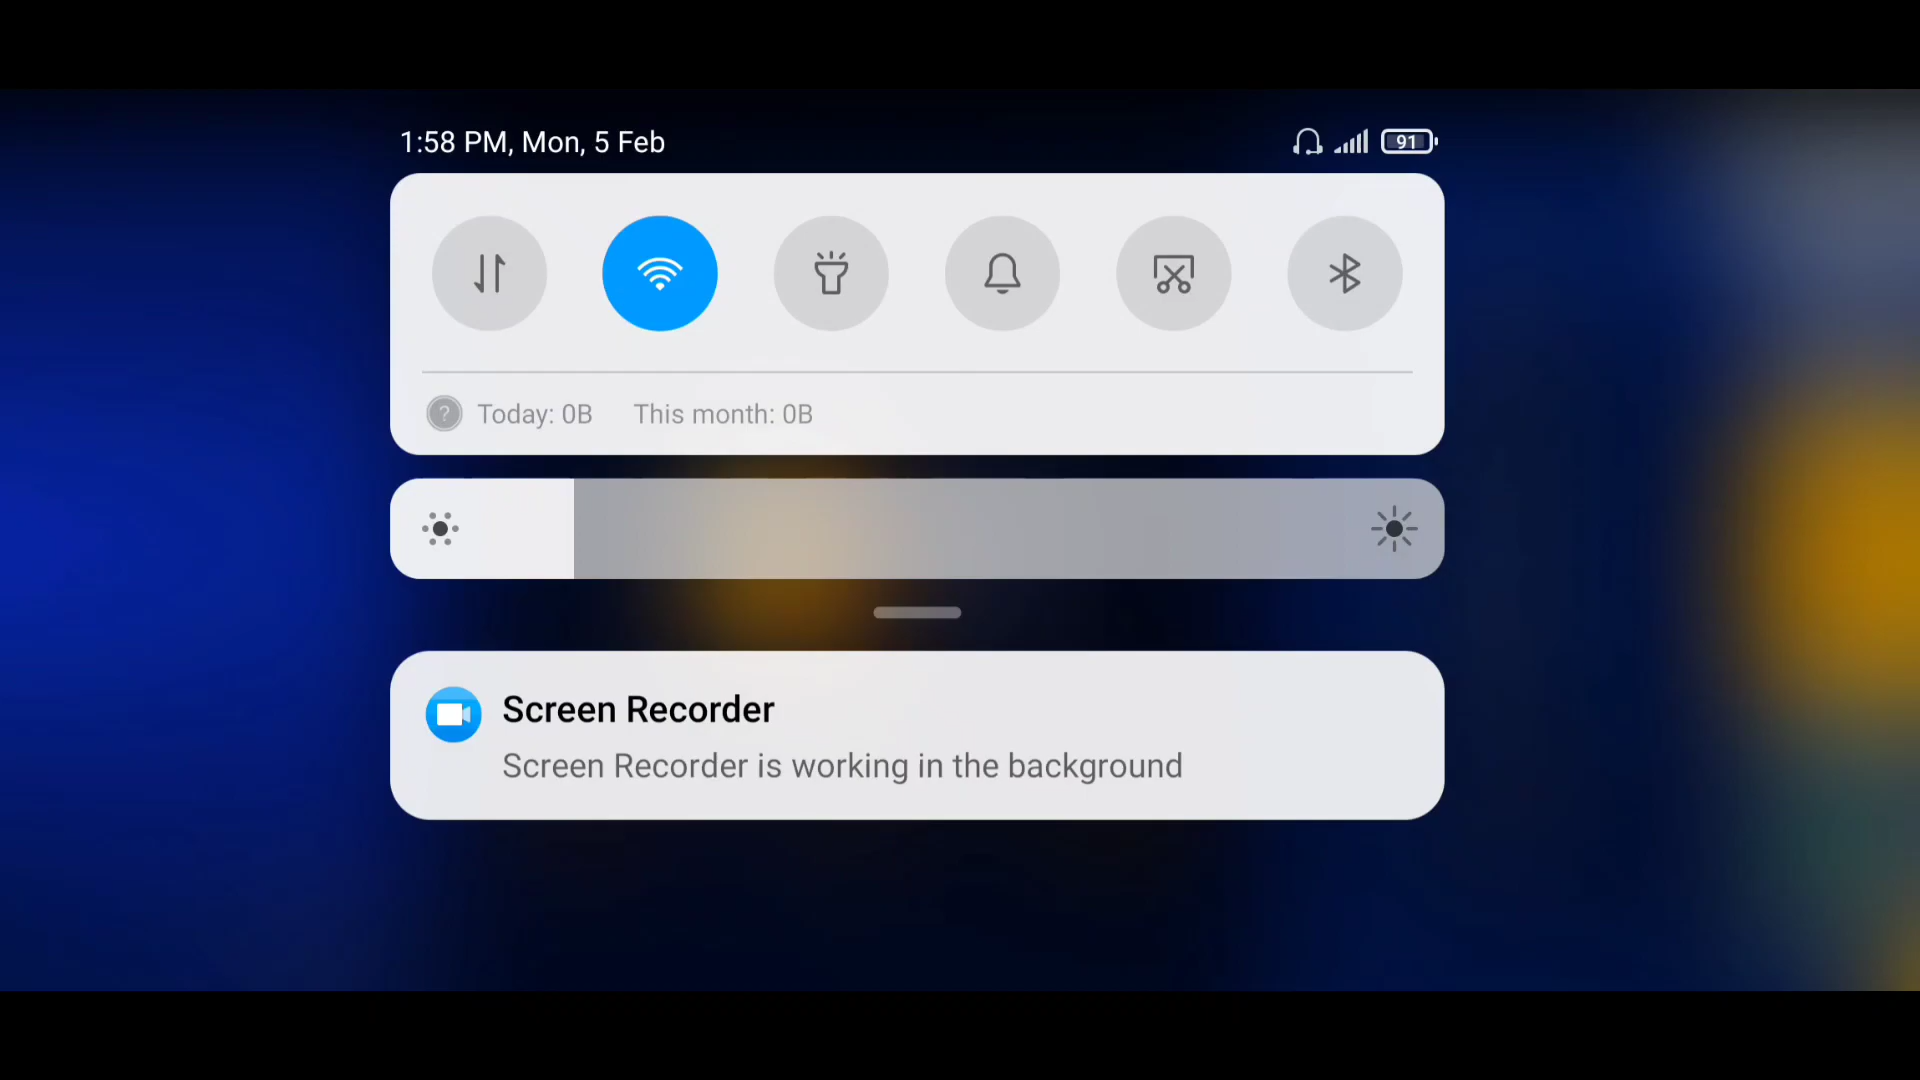 1:58 PM, Mon, 5 Feb
91
Today: 0B This month: 0B
Screen Recorder
Screen Recorder is working in the background